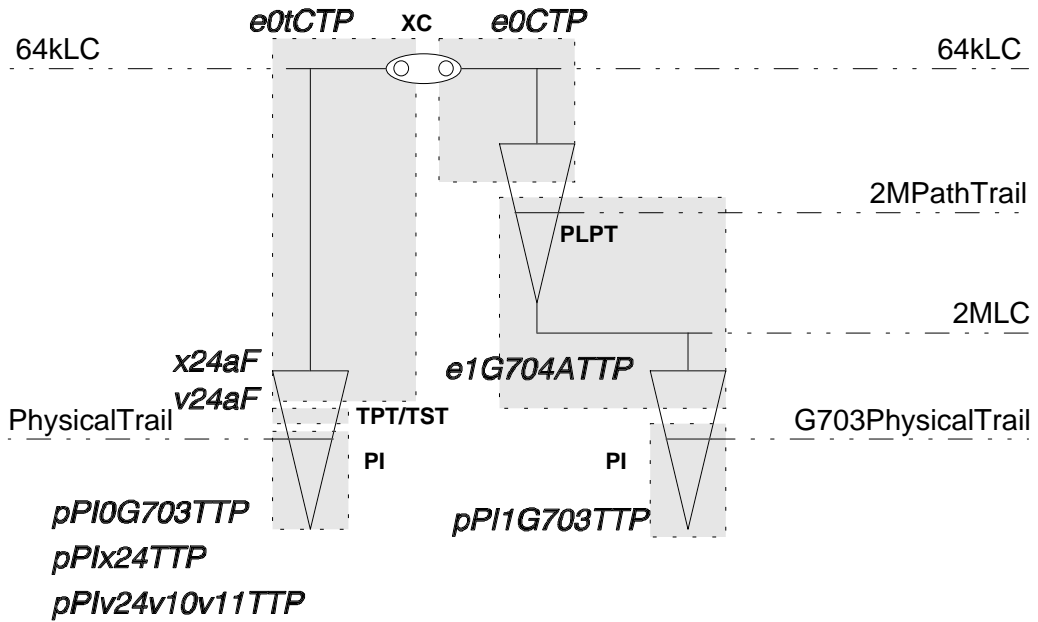 e0tCTP XC e0CTP
64kLC 64kLC
2MPathTrail
PLPT
2MLC
x24aF e1G704ATTP
v24aF
PhysicalTrail TPT/TST G703PhysicalTrail
PI PI
pPI0G703TTP pPI1G703TTP
pPIx24TTP
pPIv24v10v11TTP